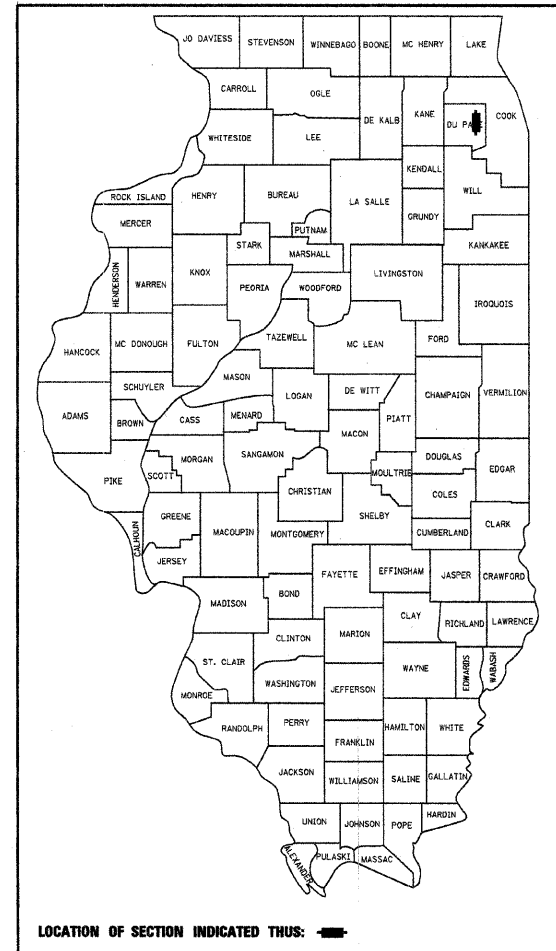 JO DAVIESS STEVENSON WINNEBAGO BOONE MC HENRY LAKE
CARROLL OGLE DE KALB KANE COOK
DU PA
WHITESIDE LEE
KENDALL WILL
ROCK ISLAND HENRY BUREAU LA SALLE GRUNDY
MERCER PUTNAM
STARK MARSHALL KANKAKEE
HENDERSON WARREN KNOX PEORIA WOODFORD LIVINGSTON IROQUOIS
HANCOCK MC DONOUGH FULTON TAZEWELL MC LEAN FORD
SCHUYLER MASON LOGAN DE WITT CHAMPAIGN VERMILION
ADAMS BROWN CASS MENARD PIATT
MACON
MORGAN SANGAMON DOUGLAS
PIKE SCOTT CHRISTIAN MOULTRIE EDGAR
COLES
CALHOUN GREENE MACOUPIN MONTGOMERY SHELBY CUMBERLAND CLARK
JERSEY FAYETTE EFFINGHAM JASPER CRAWFORD
MADISON BOND
CLINTON MARION CLAY RICHLAND LAWRENCE
ST. CLAIR WAYNE EDWARDS WABASH
WASHINGTON JEFFERSON
MONROE
RANDOLPH PERRY HAMILTON WHITE
FRANKLIN
JACKSON WILLIAMSON SALINE GALLATIN
UNION JOHNSON POPE HARDIN
ALEXANDER PULASKI MASSAC
LOCATION OF SECTION INDICATED THUS: